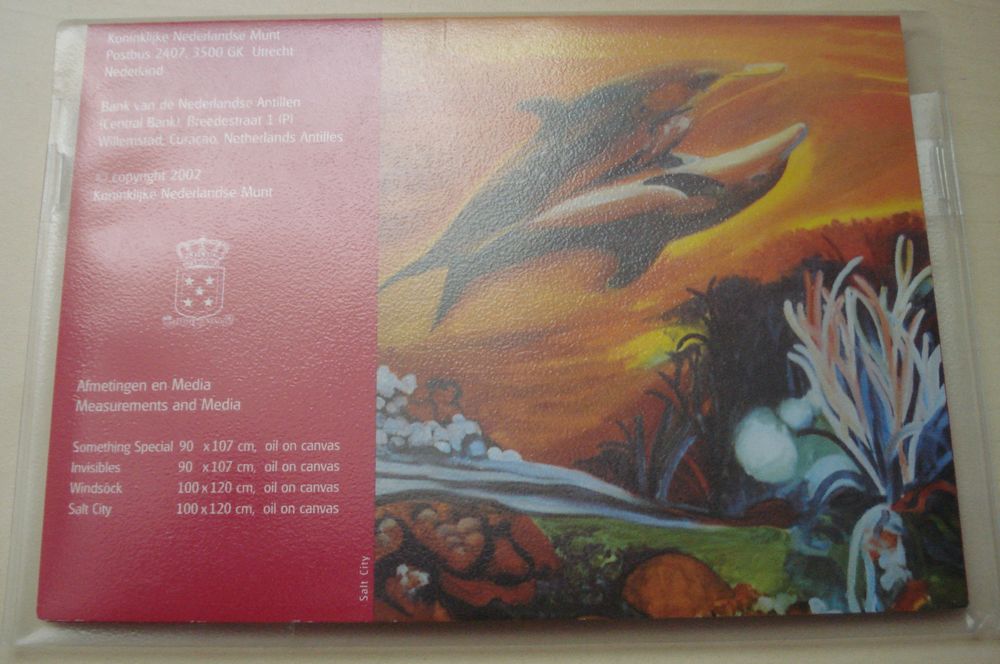 Koninklijke Nederlandse Munt
Postbus 2407, 3500 GK Utrecht
Nederland
Bank van de Nederlandse Antillen
(Central Bank), Breedestraat 1 (P)
Willemstad, Curacao, Netherlands Antilles
© copyright 2002
Koninklijke Nederlandse Munt
Afmetingen en Media
Measurements and Media
Something Special 90 x 107 cm, oil on canvas
Invisibles 90 x 107 cm, oil on canvas
Windsöck 100 x 120 cm, oil on canvas
Salt City 100 x 120 cm, oil on canvas
Salt City